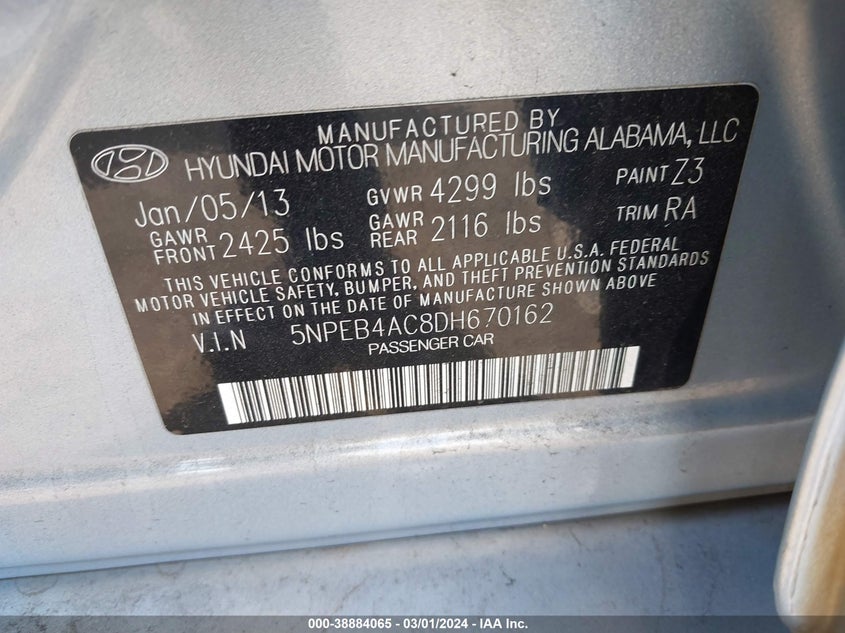 MANUFACTURED BY
HYUNDAI MOTOR MANUFACTURING ALABAMA, LLC
Jan/05/13 GVWR 4299 lbs PAINT Z3
GAWR FRONT 2425 lbs GAWR REAR 2116 lbs TRIM RA
THIS VEHICLE CONFORMS TO ALL APPLICABLE U.S.A. FEDERAL
MOTOR VEHICLE SAFETY, BUMPER, AND THEFT PREVENTION STANDARDS
IN EFFECT ON THE DATE OF MANUFACTURE SHOWN ABOVE
V.I.N 5NPEB4AC8DH670162
PASSENGER CAR
000-38884065 - 03/01/2024 - IAA Inc.